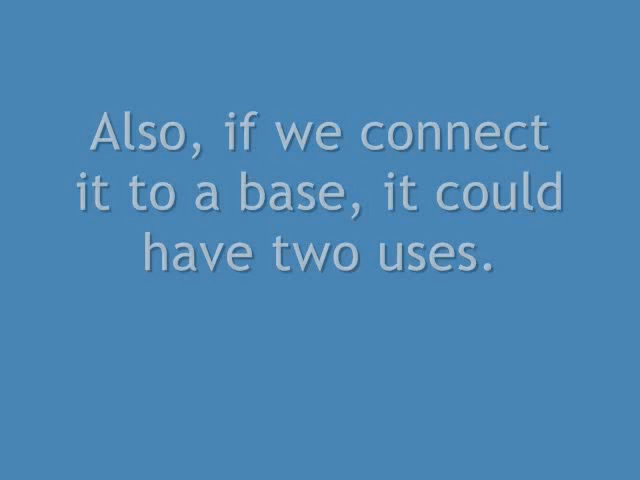 Also, if we connect
it to a base, it could
have two uses.